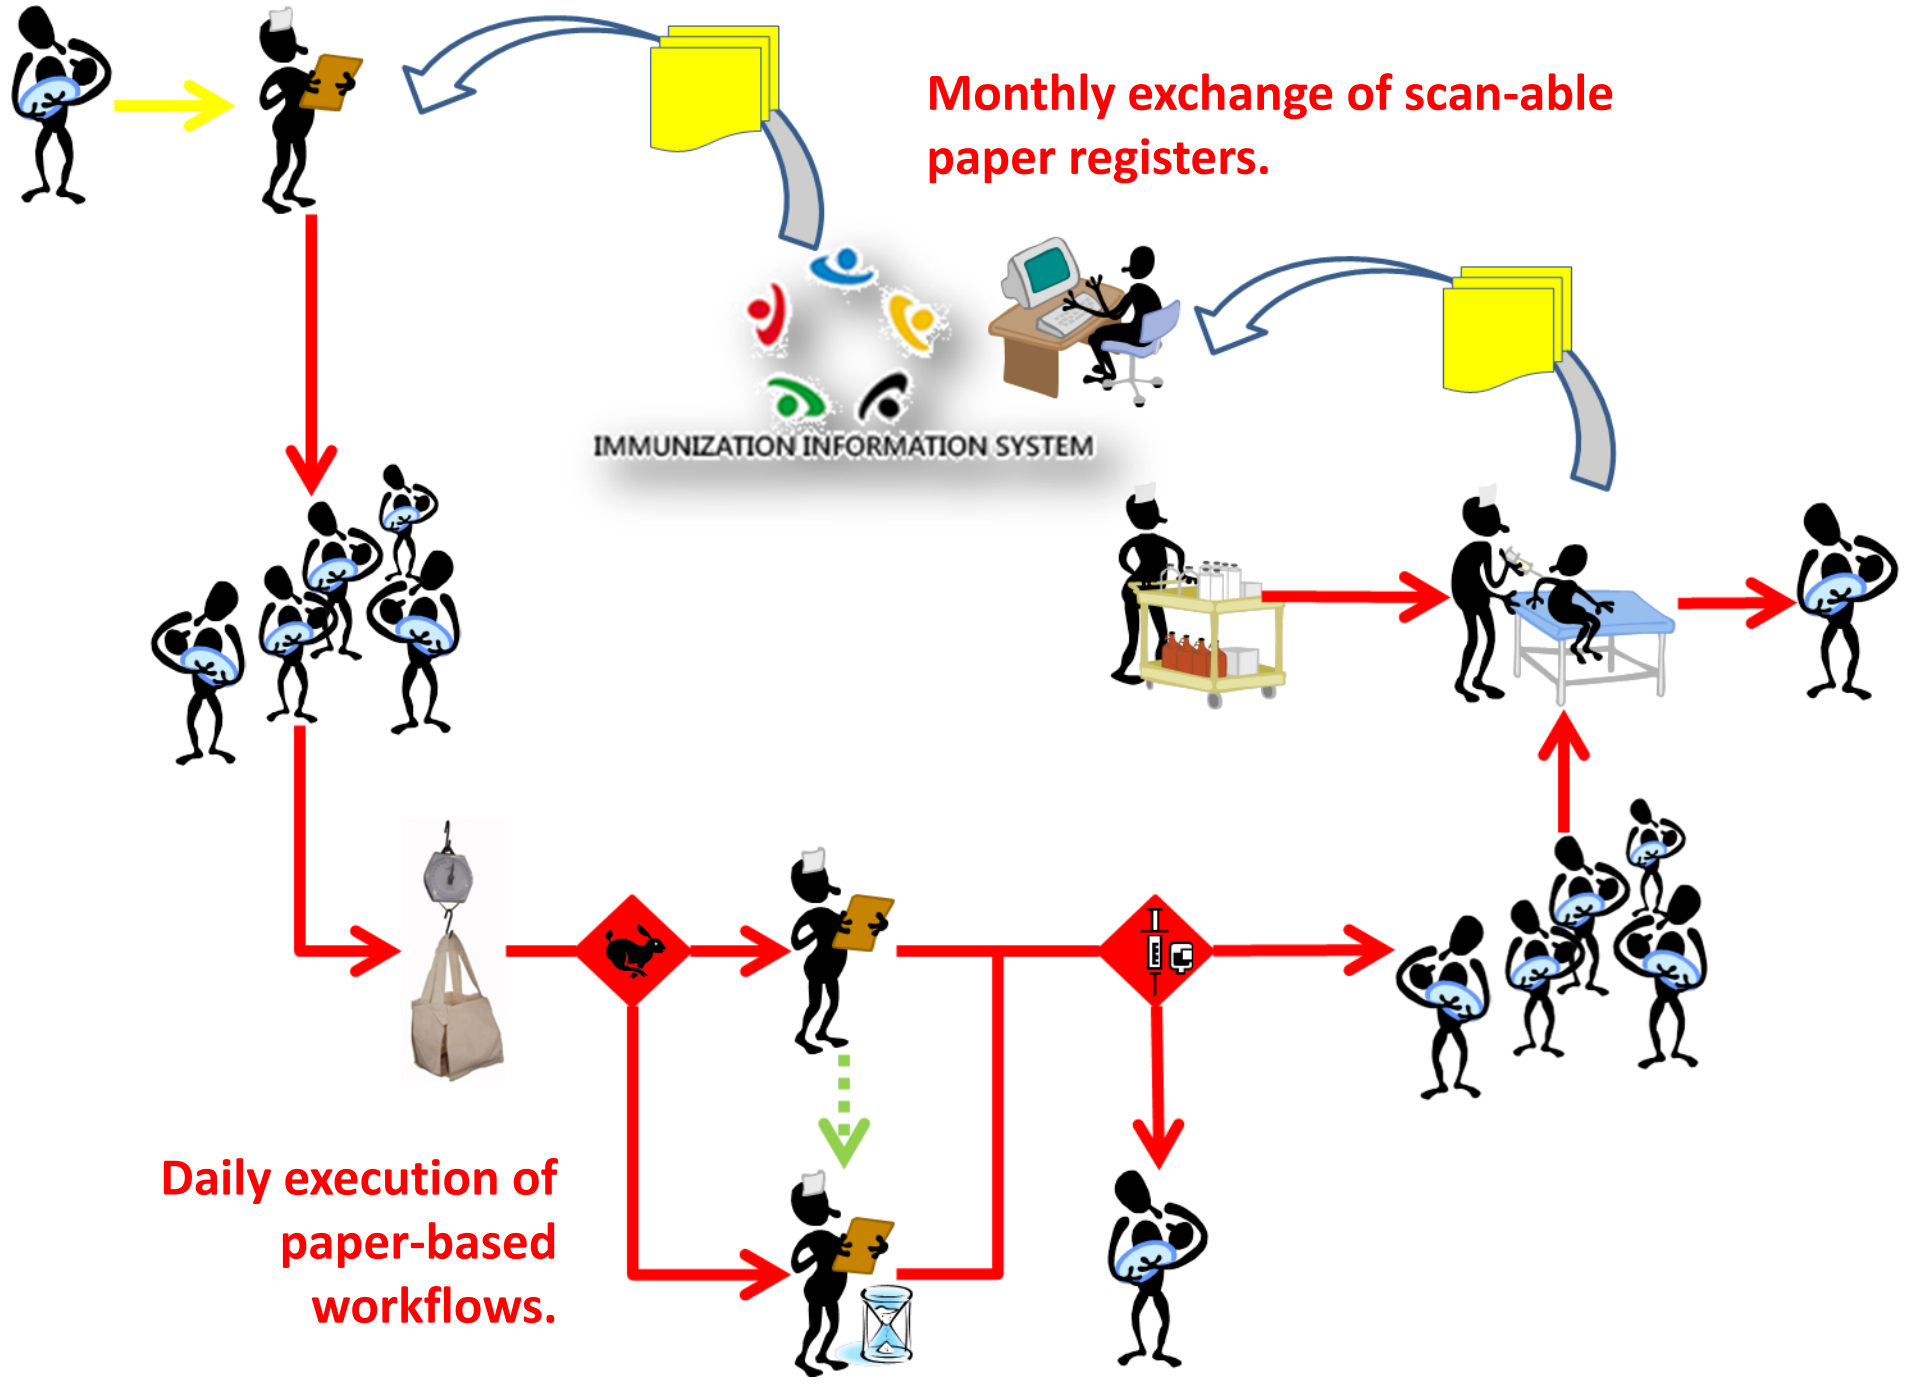 Monthly exchange of scan-able
paper registers.
IMMUNIZATION INFORMATION SYSTEM
Daily execution of
paper-based
workflows.